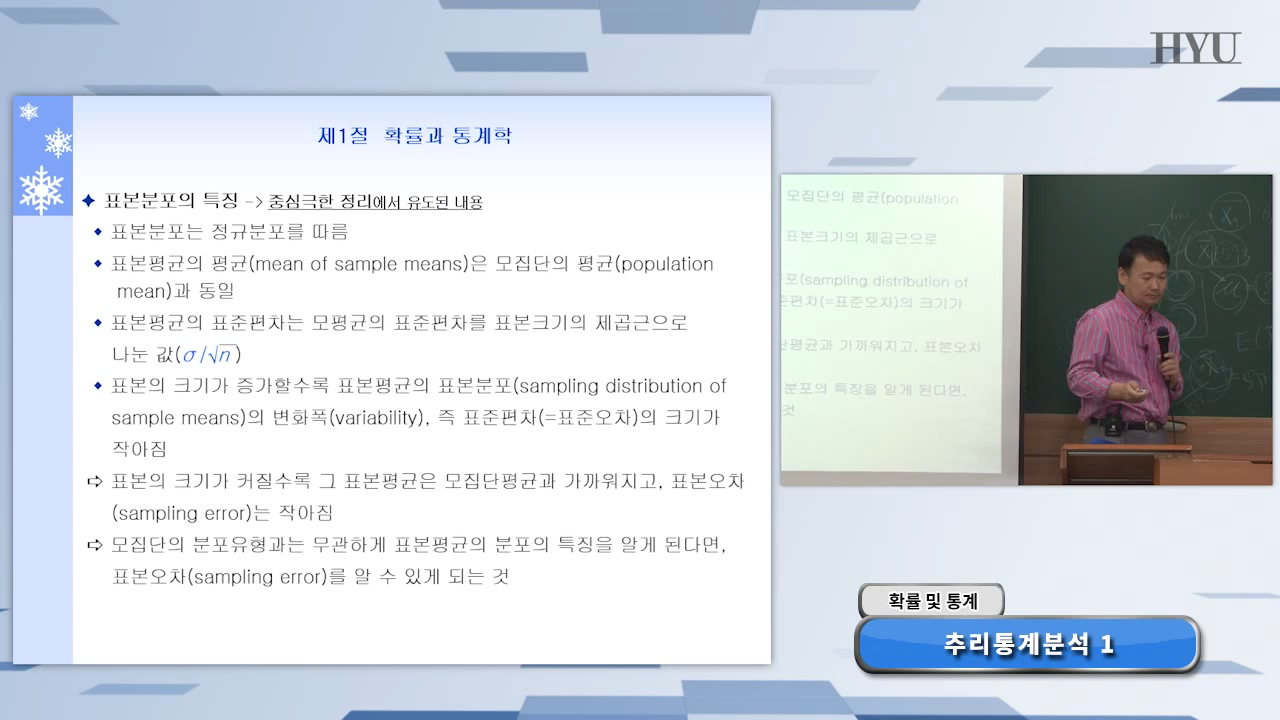 HYU
제1절 확률과 통계학
표본분포의 특징 -> 중심극한 정리에서 유도된 내용
표본분포는 정규분포를 따름
표본평균의 평균(mean of sample means)은 모집단의 평균(population
mean)과 동일
표본평균의 표준편차는 모평균의 표준편차를 표본크기의 제곱근으로
나눈 값(σ/√n)
표본의 크기가 증가할수록 표본평균의 표본분포(sampling distribution of
sample means)의 변화폭(variability), 즉 표준편차(=표준오차)의 크기가
작아짐
⇨ 표본의 크기가 커질수록 그 표본평균은 모집단평균과 가까워지고, 표본오차
(sampling error)는 작아짐
⇨ 모집단의 분포유형과는 무관하게 표본평균의 분포의 특징을 알게 된다면,
표본오차(sampling error)를 알 수 있게 되는 것
모집단의 평균(population
표본크기의 제곱근으로
포(sampling distribution of
준편차(=표준오차)의 크기가
단평균과 가까워지고, 표본오차
분포의 특징을 알게 된다면,
것
확률 및 통계
추리통계분석 1